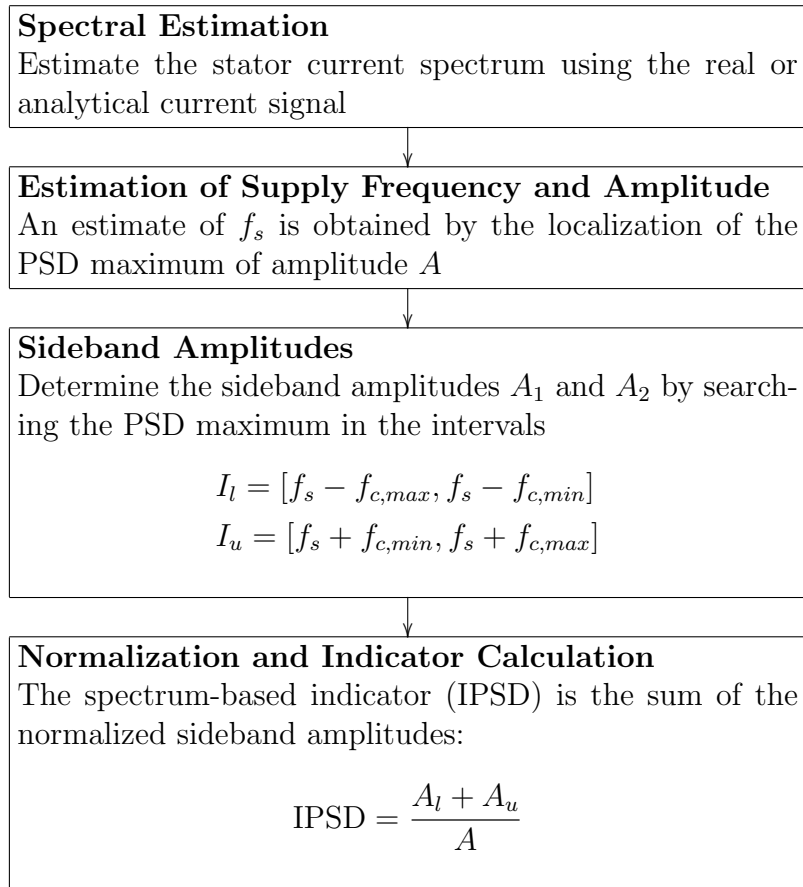 Spectral Estimation
Estimate the stator current spectrum using the real or
analytical current signal
Estimation of Supply Frequency and Amplitude
An estimate of f_s is obtained by the localization of the
PSD maximum of amplitude A
Sideband Amplitudes
Determine the sideband amplitudes A_1 and A_2 by search-
ing the PSD maximum in the intervals
I_l = [f_s − f_{c,max}, f_s − f_{c,min}]
I_u = [f_s + f_{c,min}, f_s + f_{c,max}]
Normalization and Indicator Calculation
The spectrum-based indicator (IPSD) is the sum of the
normalized sideband amplitudes:
IPSD = \frac{A_l + A_u}{A}